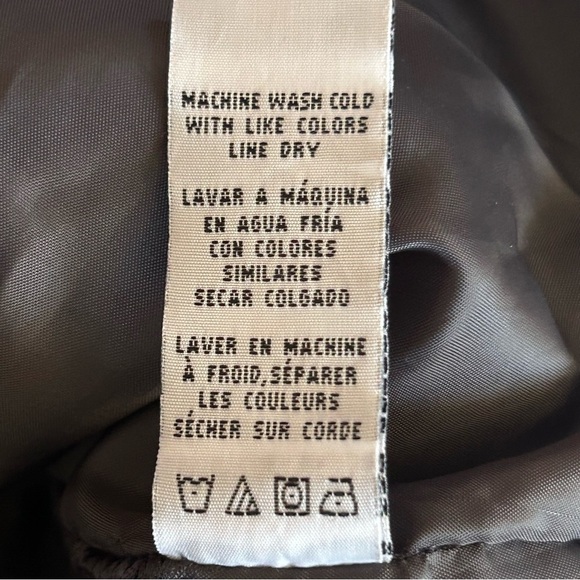 MACHINE WASH COLD
WITH LIKE COLORS
LINE DRY
LAVAR A MÁQUINA
EN AGUA FRÍA
CON COLORES
SIMILARES
SECAR COLGADO
LAVER EN MACHINE
À FROID,SÉPARER
LES COULEURS
SÉCHER SUR CORDE